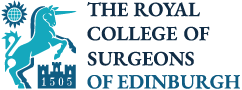 THE ROYAL
COLLEGE OF
SURGEONS
OF EDINBURGH
1505